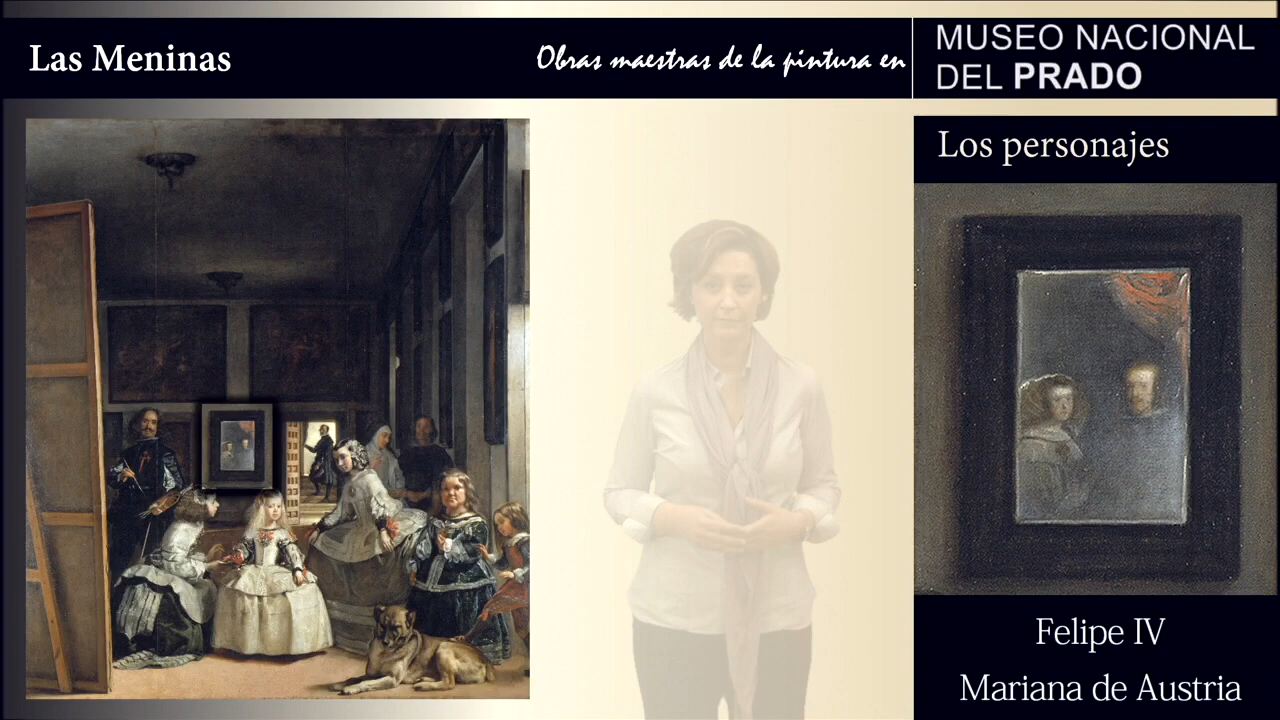 Las Meninas
Obras maestras de la pintura en
MUSEO NACIONAL
DEL PRADO
Los personajes
Felipe IV
Mariana de Austria